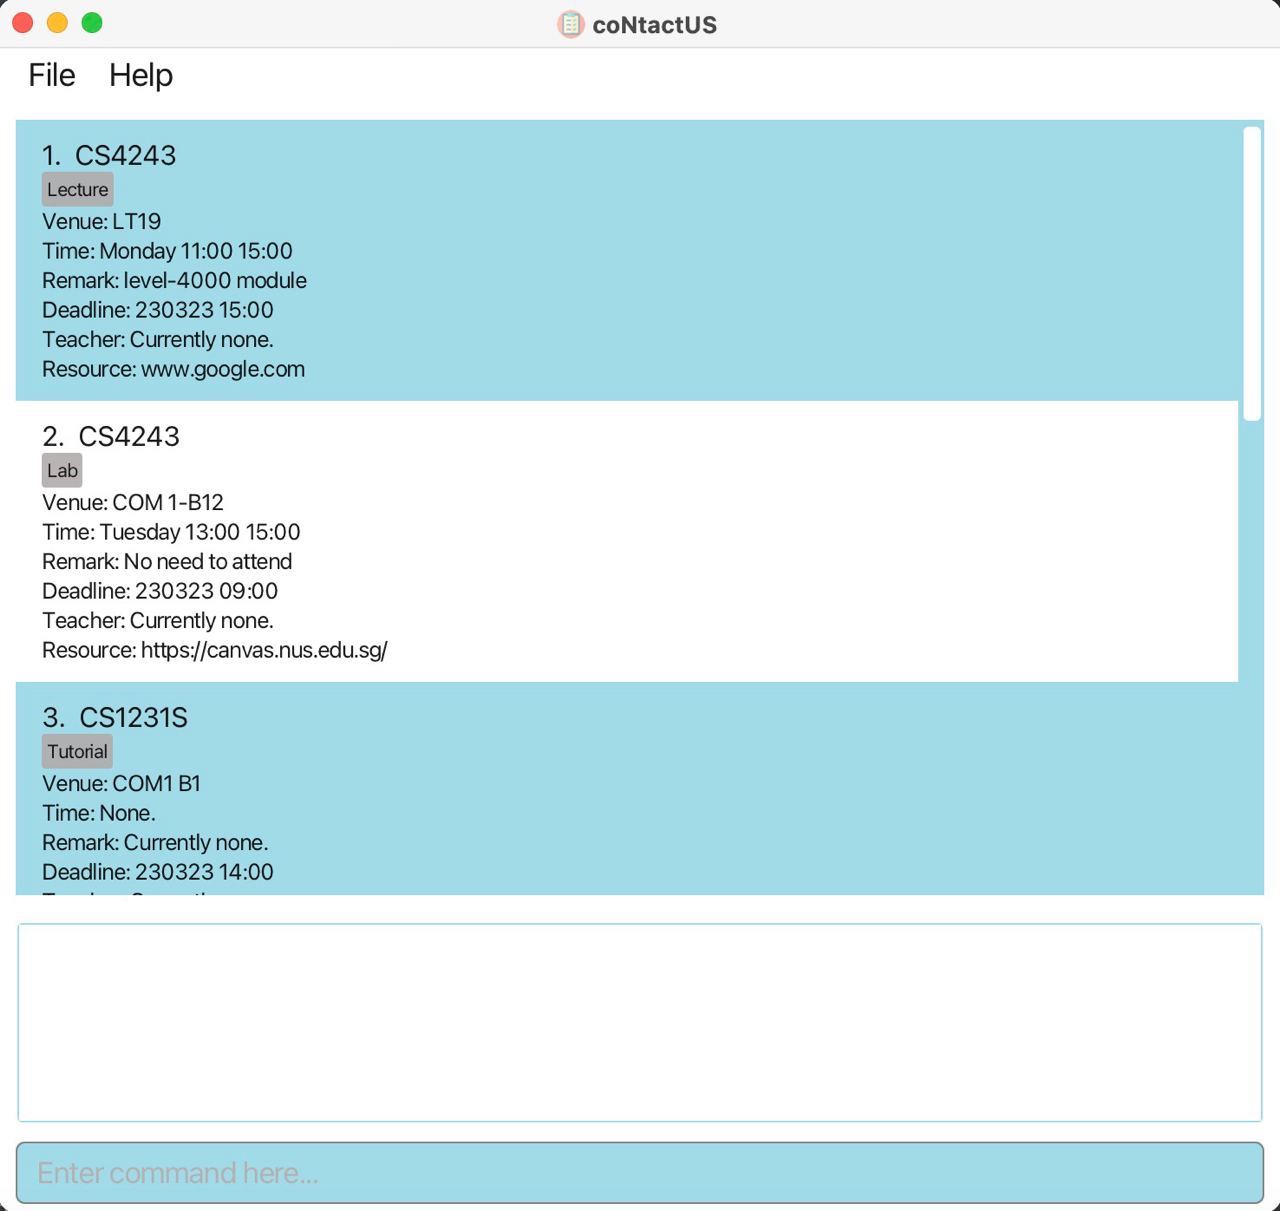 coNtactUS
File Help
1. CS4243
Lecture
Venue: LT19
Time: Monday 11:00 15:00
Remark: level-4000 module
Deadline: 230323 15:00
Teacher: Currently none.
Resource: www.google.com
2. CS4243
Lab
Venue: COM 1-B12
Time: Tuesday 13:00 15:00
Remark: No need to attend
Deadline: 230323 09:00
Teacher: Currently none.
Resource: https://canvas.nus.edu.sg/
3. CS1231S
Tutorial
Venue: COM1 B1
Time: None.
Remark: Currently none.
Deadline: 230323 14:00
Enter command here...